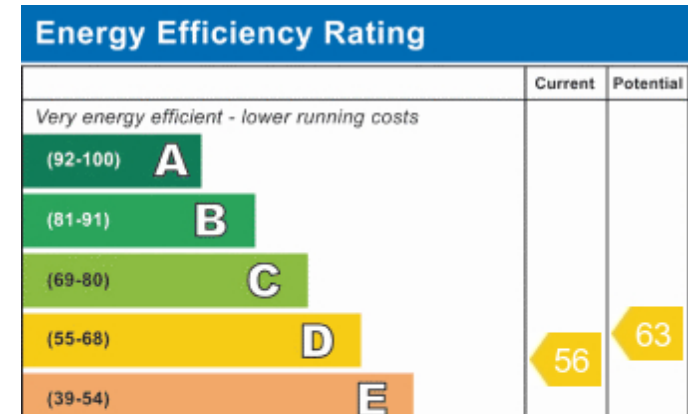 Energy Efficiency Rating
Current Potential
Very energy efficient - lower running costs
(92-100) A
(81-91) B
(69-80) C
(55-68) D
63
56
(39-54) E